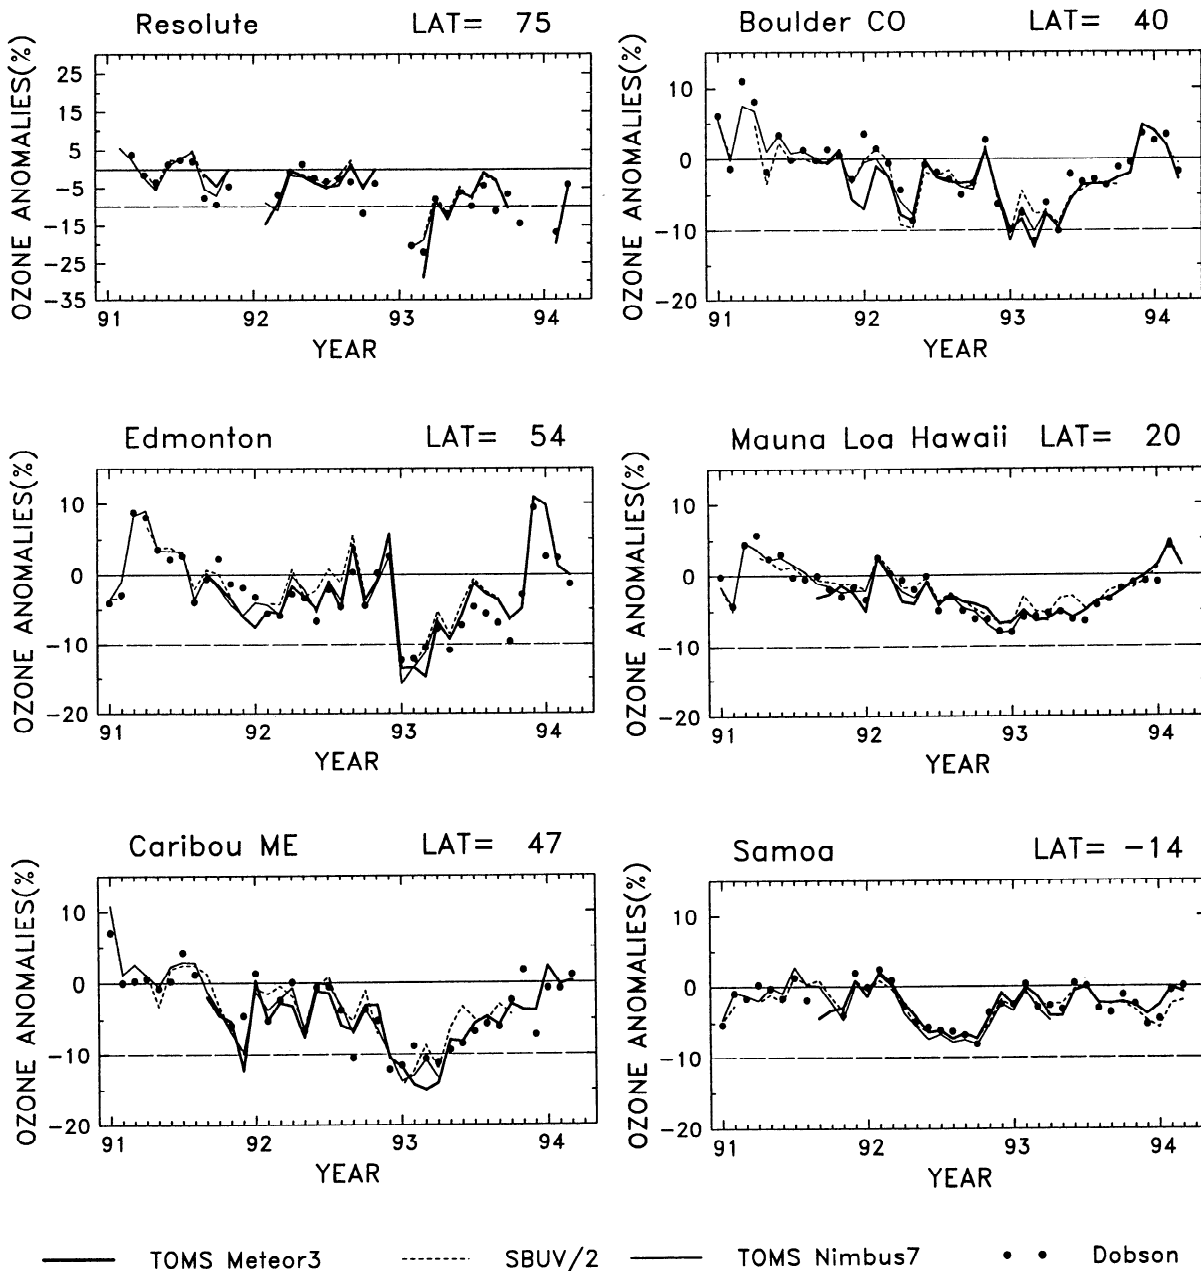 Resolute LAT= 75
OZONE ANOMALIES(%)
25
15
5
-5
-15
-25
-35
91 92 93 94
YEAR
Boulder CO LAT= 40
OZONE ANOMALIES(%)
10
0
-10
-20
91 92 93 94
YEAR
Edmonton LAT= 54
OZONE ANOMALIES(%)
10
0
-10
-20
91 92 93 94
YEAR
Mauna Loa Hawaii LAT= 20
OZONE ANOMALIES(%)
10
0
-10
-20
91 92 93 94
YEAR
Caribou ME LAT= 47
OZONE ANOMALIES(%)
10
0
-10
-20
91 92 93 94
YEAR
Samoa LAT= -14
OZONE ANOMALIES(%)
10
0
-10
-20
91 92 93 94
YEAR
TOMS Meteor3 SBUV/2 TOMS Nimbus7 Dobson